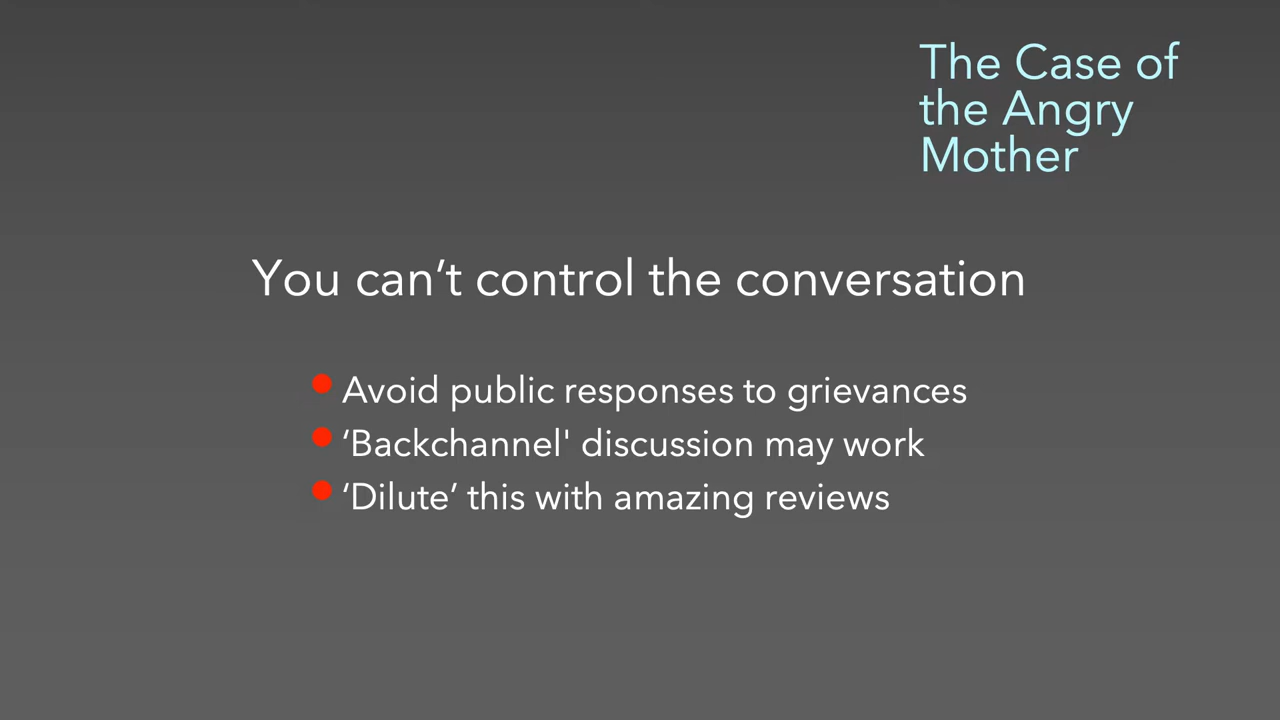 The Case of
the Angry
Mother
You can’t control the conversation
• Avoid public responses to grievances
• ‘Backchannel' discussion may work
• ‘Dilute’ this with amazing reviews